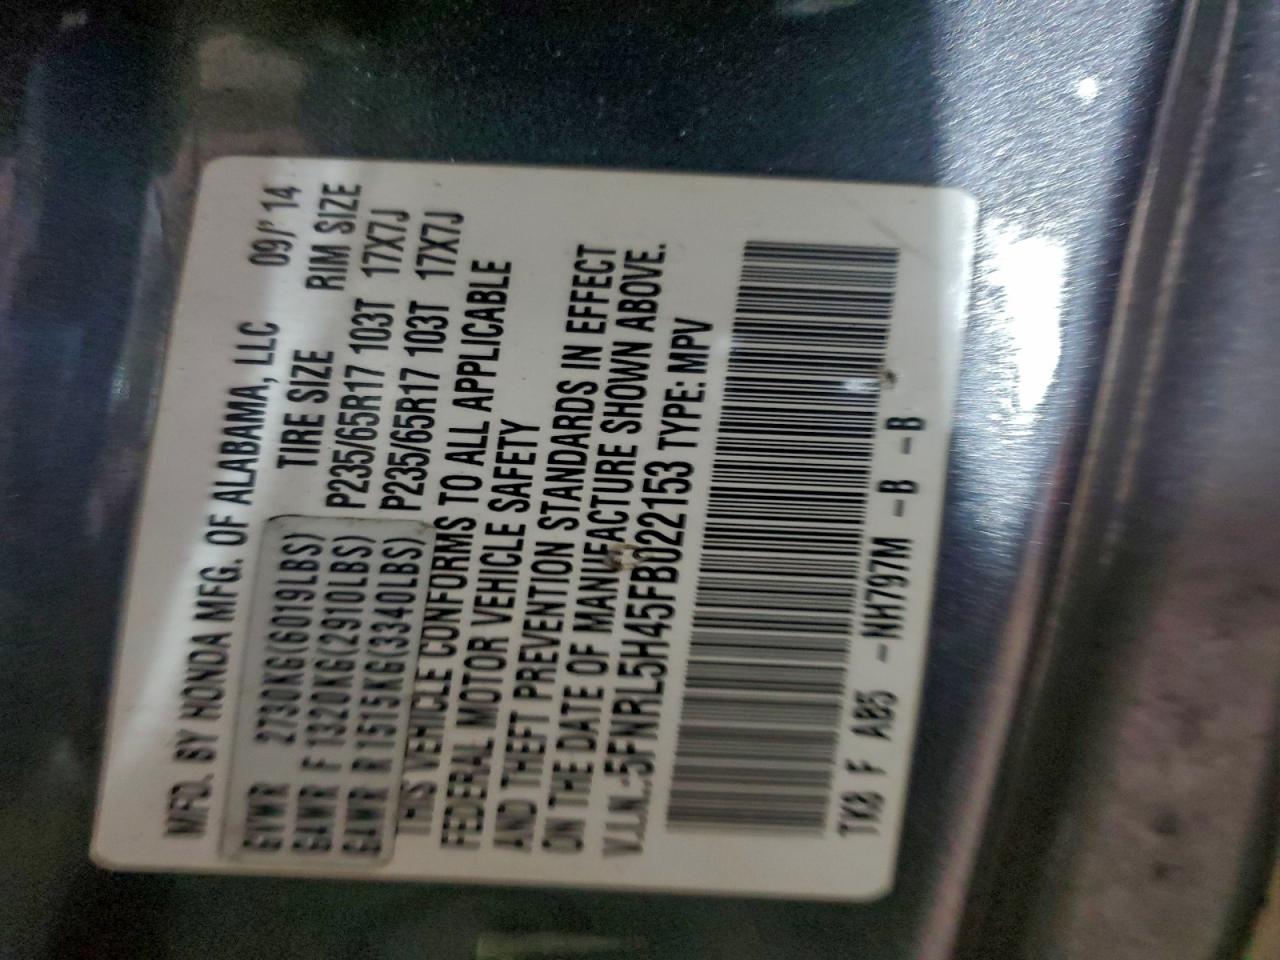 MFD. BY HONDA MFG. OF ALABAMA, LLC 09/' 14
GVWR 2730KG(6019LBS) TIRE SIZE RIM SIZE
GAWR F 1320KG(2910LBS) P235/65R17 103T 17X7J
GAWR R 1515KG(3340LBS) P235/65R17 103T 17X7J
THIS VEHICLE CONFORMS TO ALL APPLICABLE
FEDERAL MOTOR VEHICLE SAFETY
AND THEFT PREVENTION STANDARDS IN EFFECT
ON THE DATE OF MANUFACTURE SHOWN ABOVE.
V.I.N.:5FNRL5H45FB022153 TYPE: MPV
TK8 F A05 -NH797M -B -B